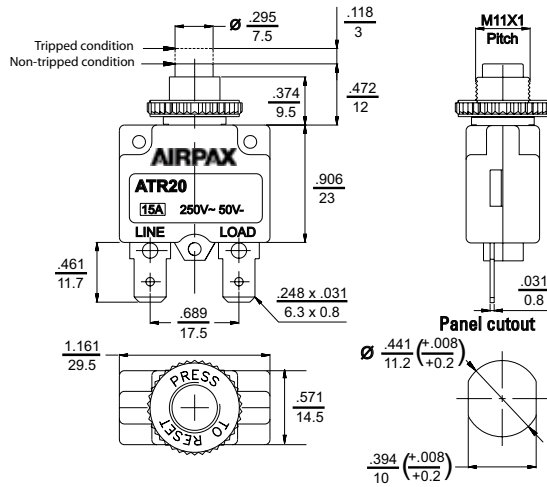 Ø .295
7.5
.118
3
Tripped condition
Non-tripped condition
.374
9.5
.472
12
M11X1
Pitch
AIRPAX
ATR20
15A 250V~ 50V-
LINE LOAD
.906
23
.461
11.7
.248 x .031
6.3 x 0.8
.689
17.5
.031
0.8
Panel cutout
1.161
29.5
PRESS
TO RESET
.571
14.5
Ø .441 (+.008
11.2 +0.2)
.394 (+.008
10 +0.2)